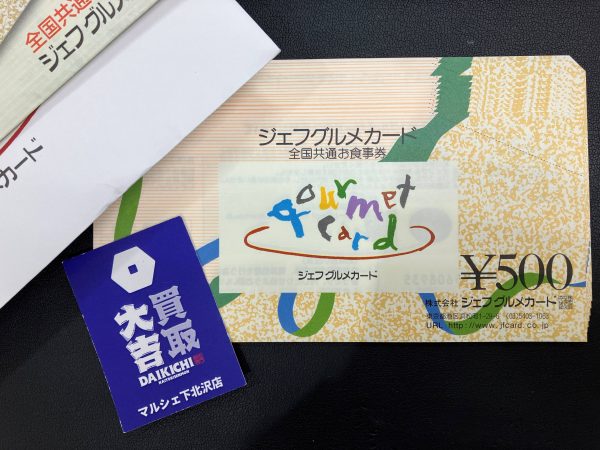 全国共通
ジェフグルメ
カード
ジェフグルメカード
全国共通お食事券
gourmet
card
ジェフグルメカード
¥500
株式会社 ジェフグルメカード
URL http://www.jfcard.co.jp
買取
大吉
DAIKICHI
マルシェ下北沢店